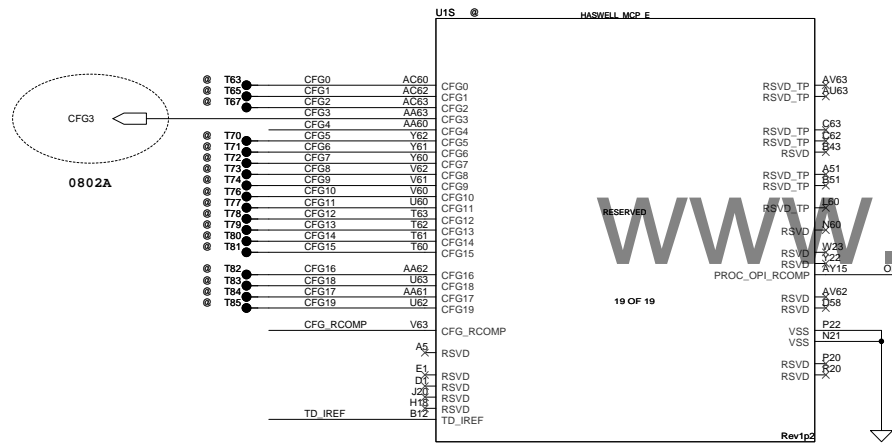 U1S @ HASWELL_MCP_E
@ T63 CFG0 AC60 CFG0 RSVD_TP AV63
@ T65 CFG1 AC62 CFG1 RSVD_TP AU63
@ T67 CFG2 AC63 CFG2
CFG3 CFG3 AA63 CFG3
CFG4 AA60 CFG4 RSVD_TP C63
@ T70 CFG5 Y62 CFG5 RSVD_TP C62
@ T71 CFG6 Y61 CFG6 RSVD B43
@ T72 CFG7 Y60 CFG7
@ T73 CFG8 V62 CFG8 RSVD_TP A51
@ T74 CFG9 V61 CFG9 RSVD_TP B51
0802A
@ T76 CFG10 V60 CFG10
@ T77 CFG11 U60 CFG11 RSVD_TP L60
RESERVED
@ T78 CFG12 T63 CFG12
@ T79 CFG13 T62 CFG13 RSVD N60
@ T80 CFG14 T61 CFG14
@ T81 CFG15 T60 CFG15 RSVD W23
RSVD Y22
WWW.
@ T82 CFG16 AA62 CFG16 PROC_OPI_RCOMP AY15
@ T83 CFG18 U63 CFG18
@ T84 CFG17 AA61 CFG17 RSVD AV62
@ T85 CFG19 U62 CFG19 RSVD D58
19 OF 19
CFG_RCOMP V63 CFG_RCOMP VSS P22
VSS N21
A5 RSVD
RSVD P20
E1 RSVD RSVD R20
D1 RSVD
J20 RSVD
H18 RSVD
TD_IREF B12 TD_IREF
Rev1p2